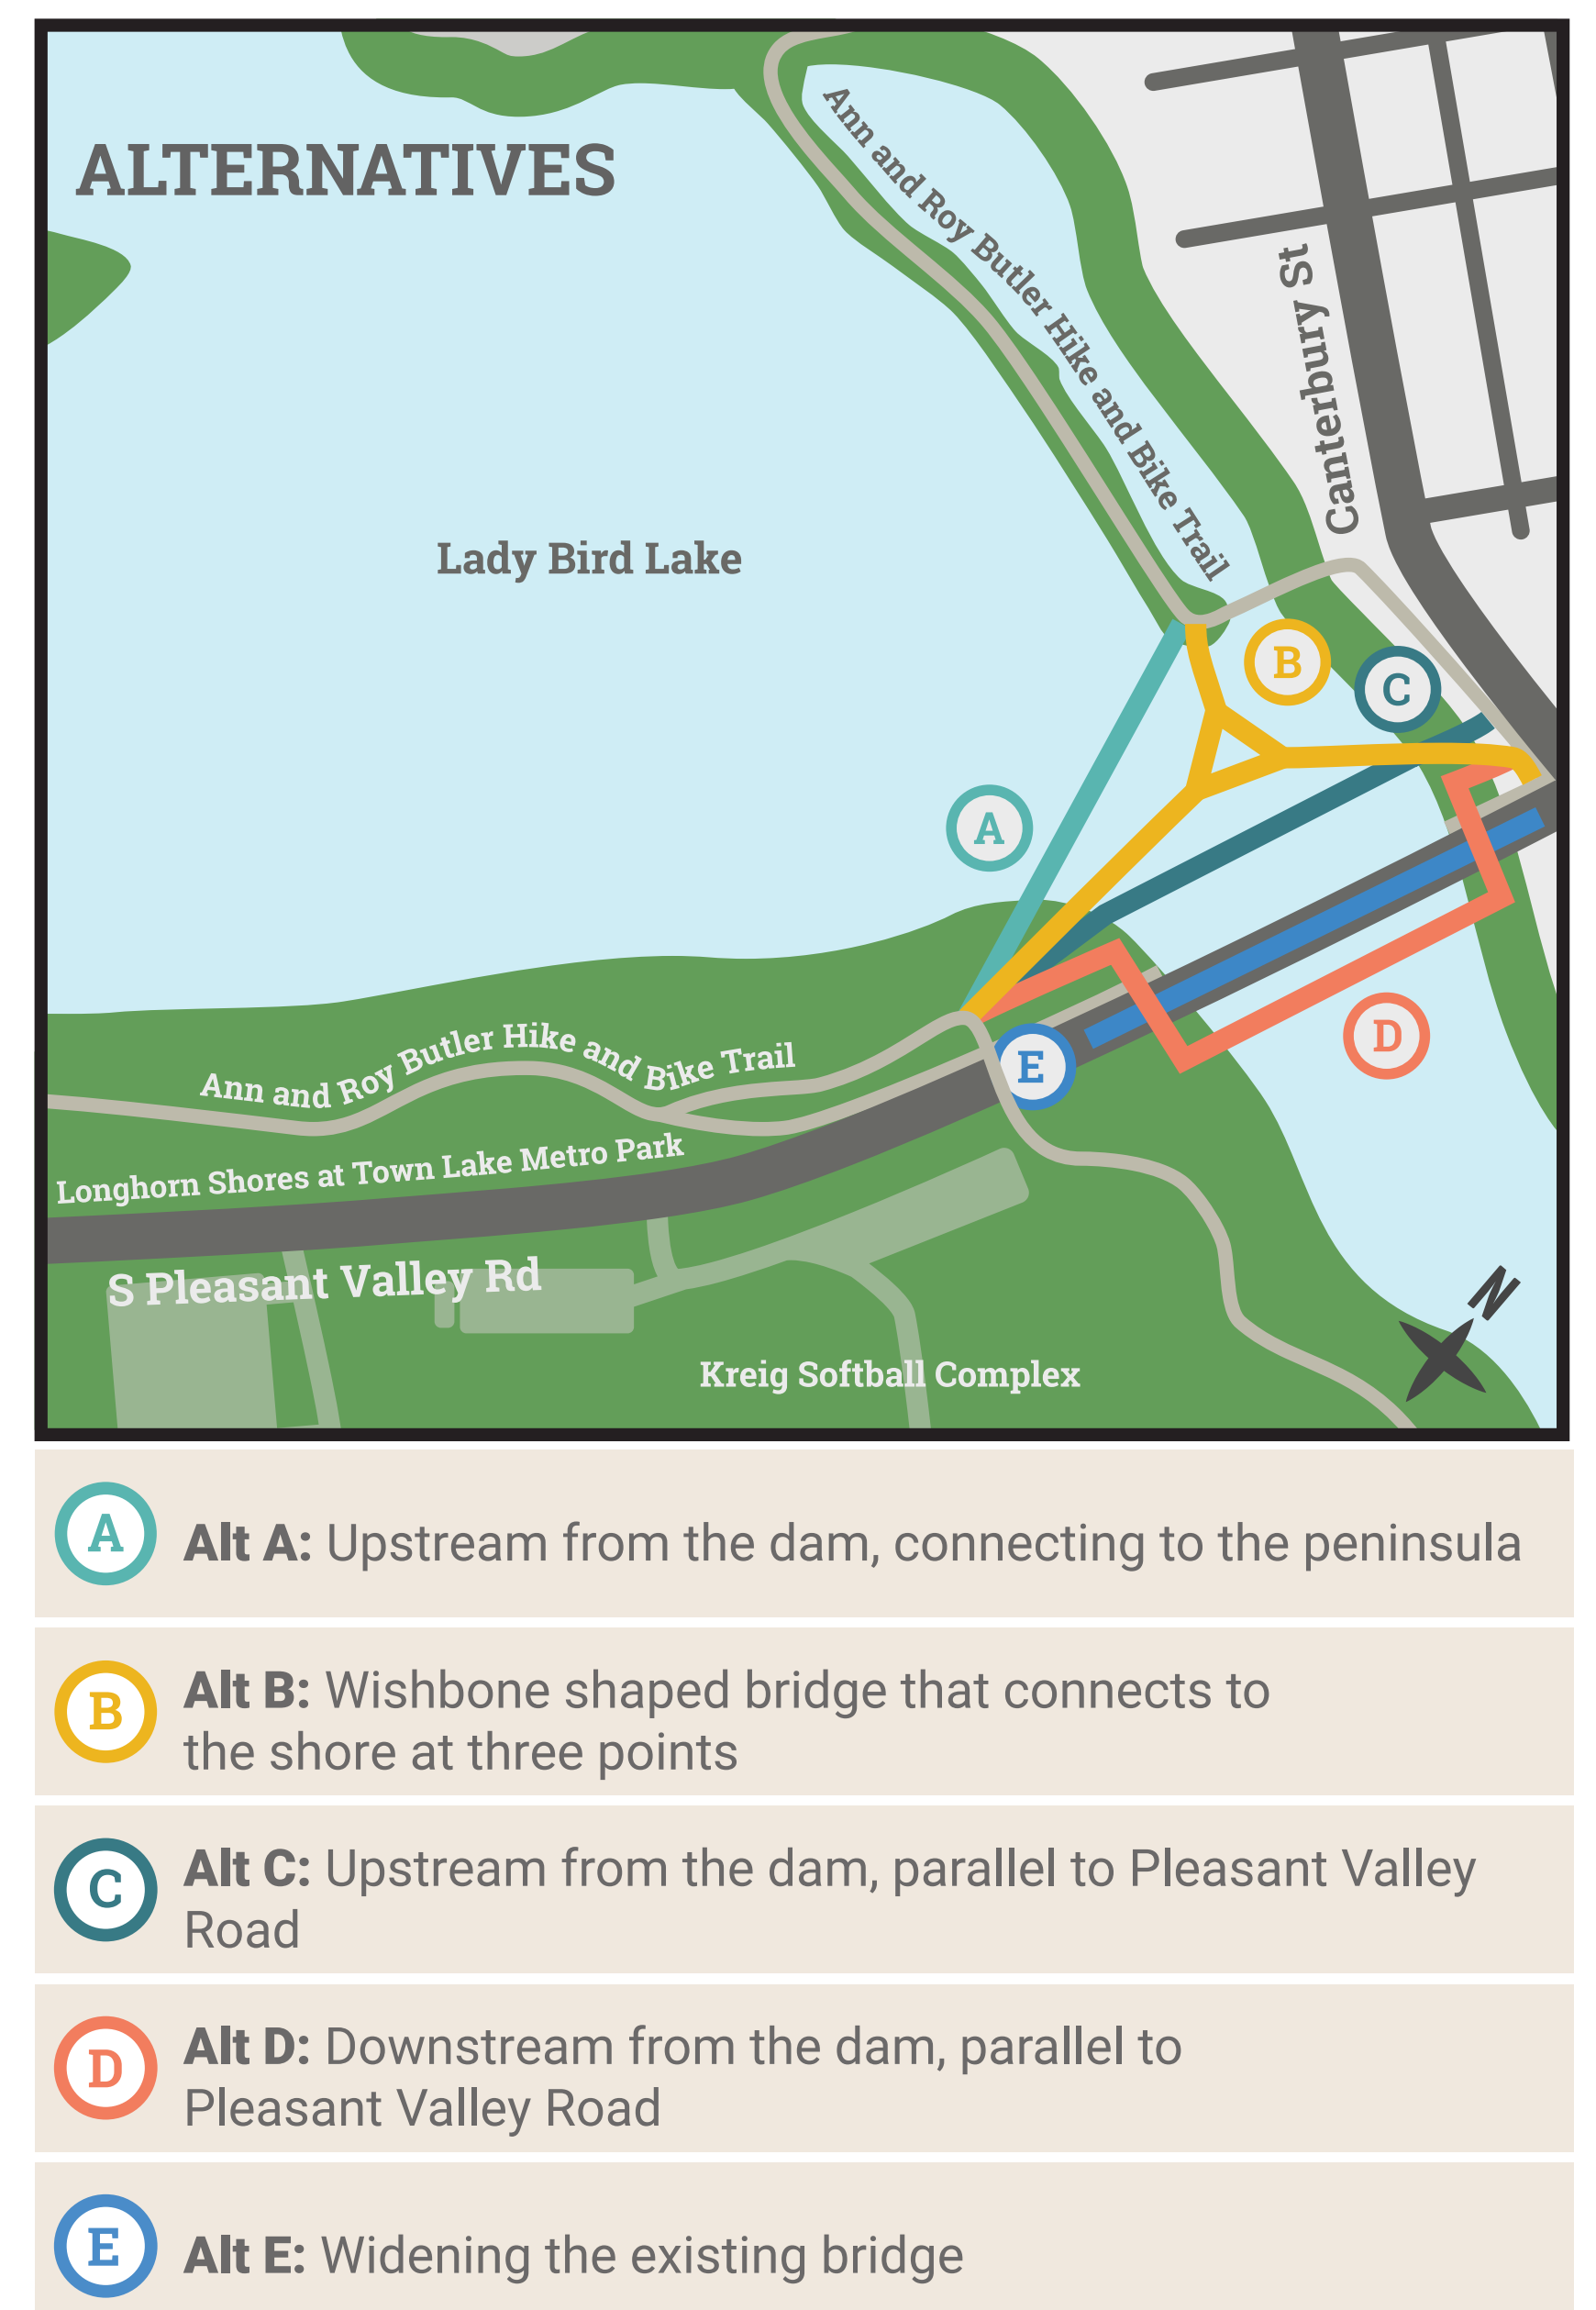 ALTERNATIVES
Ann and Roy Butler Hike and Bike Trail
Canterbury St
Lady Bird Lake
B
C
A
D
E
Ann and Roy Butler Hike and Bike Trail
Longhorn Shores at Town Lake Metro Park
S Pleasant Valley Rd
N
Kreig Softball Complex
A
Alt A: Upstream from the dam, connecting to the peninsula
B
Alt B: Wishbone shaped bridge that connects to
the shore at three points
C
Alt C: Upstream from the dam, parallel to Pleasant Valley
Road
D
Alt D: Downstream from the dam, parallel to
Pleasant Valley Road
E
Alt E: Widening the existing bridge